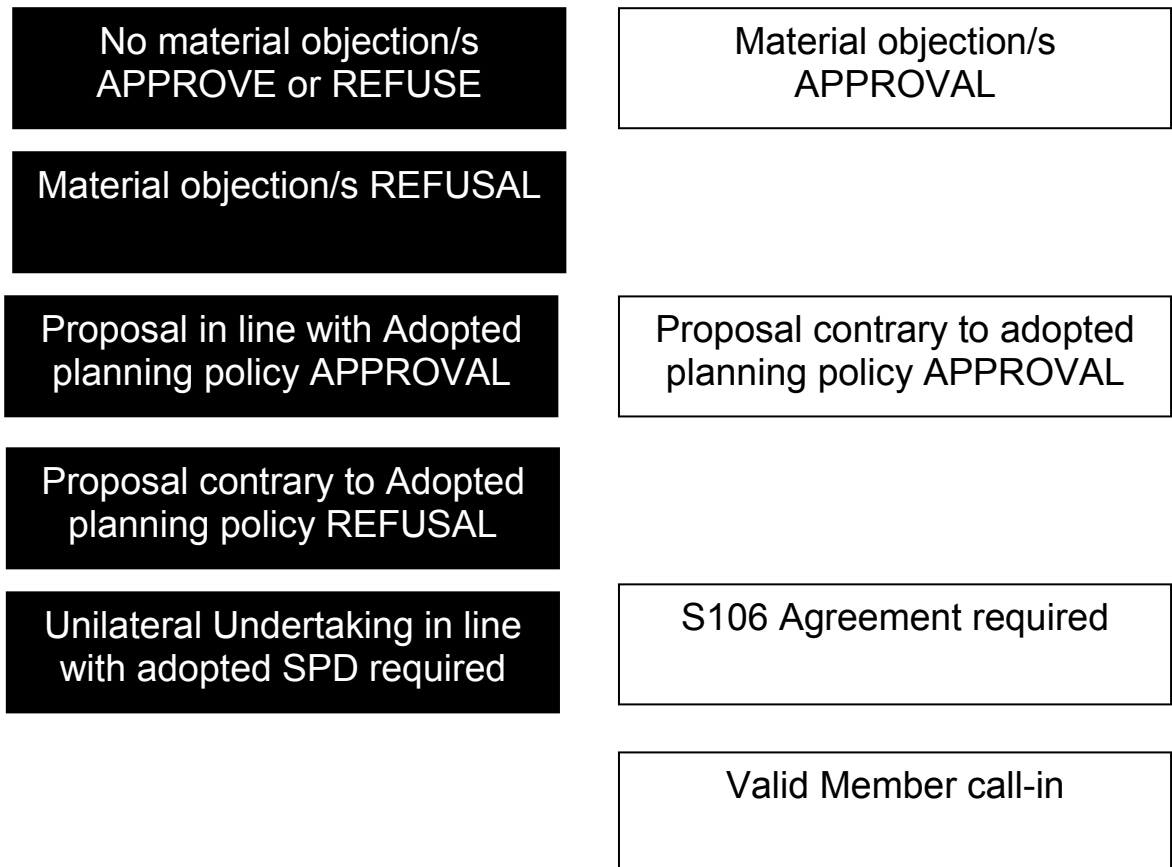 No material objection/s
APPROVE or REFUSE
Material objection/s
APPROVAL
Material objection/s REFUSAL
Proposal in line with Adopted
planning policy APPROVAL
Proposal contrary to adopted
planning policy APPROVAL
Proposal contrary to Adopted
planning policy REFUSAL
Unilateral Undertaking in line
with adopted SPD required
S106 Agreement required
Valid Member call-in